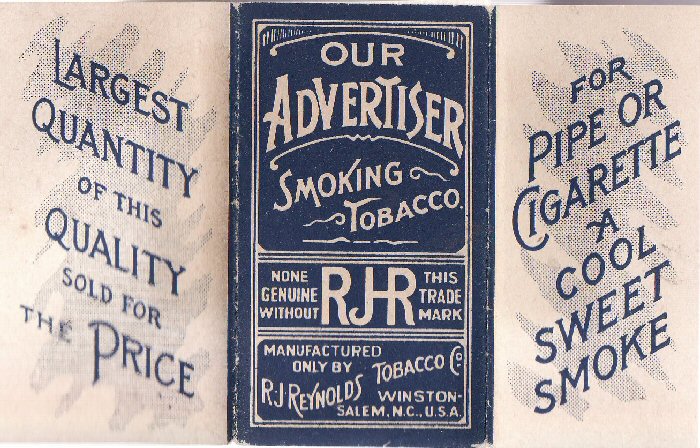 LARGEST
QUANTITY
OF THIS
QUALITY
SOLD FOR
THE PRICE
OUR
ADVERTISER
SMOKING
TOBACCO.
NONE
GENUINE
WITHOUT
RJR
THIS
TRADE
MARK
MANUFACTURED
ONLY BY
R.J. REYNOLDS TOBACCO Co
WINSTON-
SALEM, N.C., U.S.A.
FOR
PIPE OR
CIGARETTE
A
COOL
SWEET
SMOKE